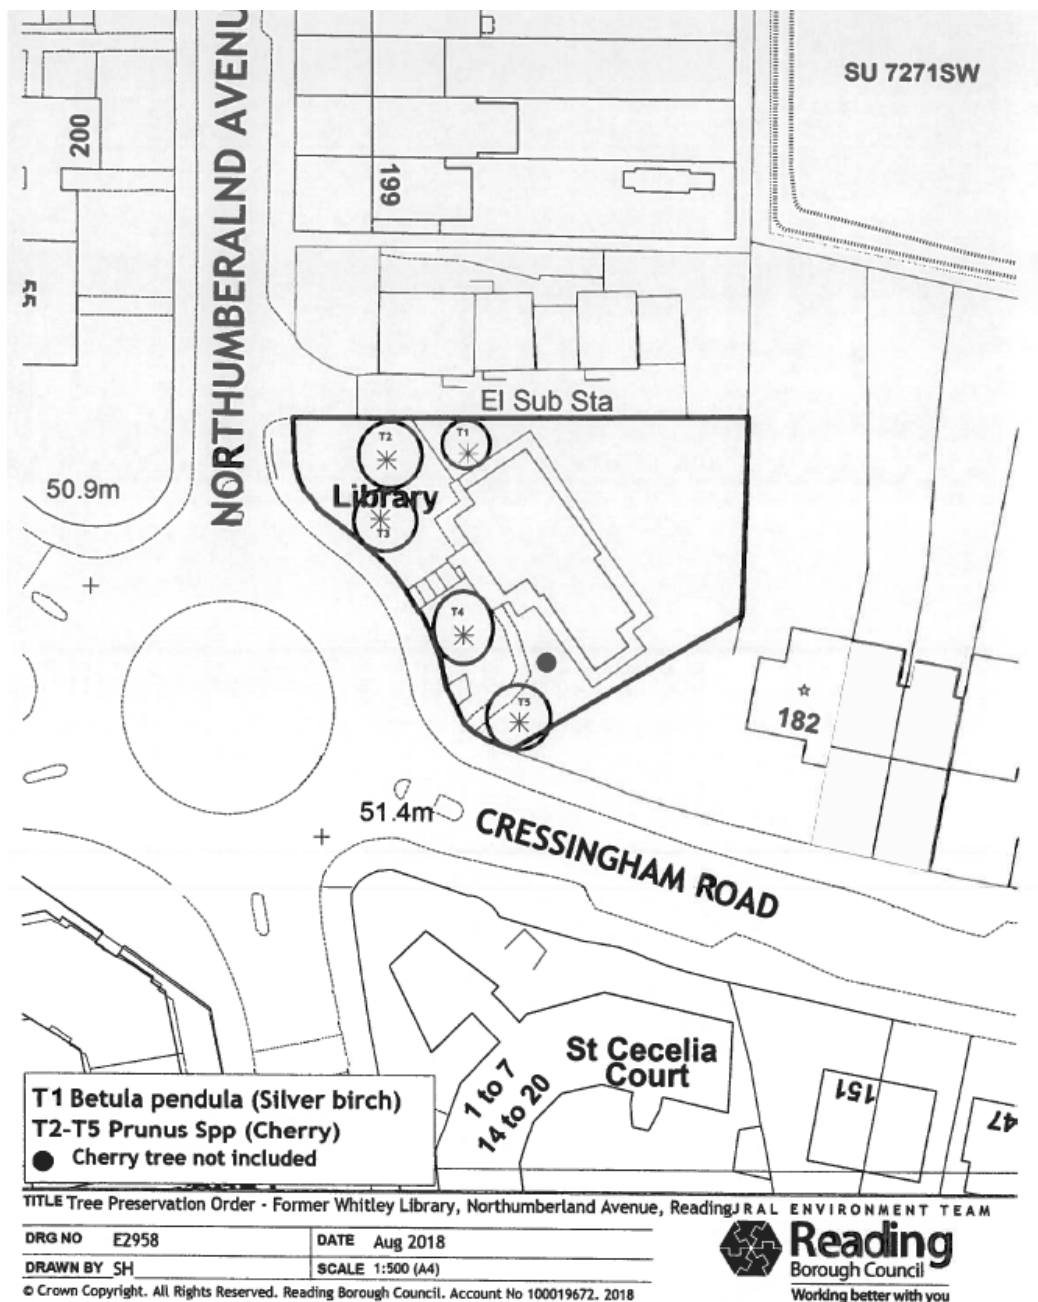 SU 7271SW
NORTHUMBERALND AVENU
200
199
55
El Sub Sta
T2
T1
50.9m
Library
T3
T4
T5
182
51.4m
CRESSINGHAM ROAD
St Cecelia
Court
1 to 7
14 to 20
151
47
T1 Betula pendula (Silver birch)
T2-T5 Prunus Spp (Cherry)
Cherry tree not included
TITLE Tree Preservation Order - Former Whitley Library, Northumberland Avenue, Reading
JRAL ENVIRONMENT TEAM
DRG NO E2958
DATE Aug 2018
DRAWN BY SH
SCALE 1:500 (A4)
© Crown Copyright. All Rights Reserved. Reading Borough Council. Account No 100019672. 2018
Reading
Borough Council
Working better with you